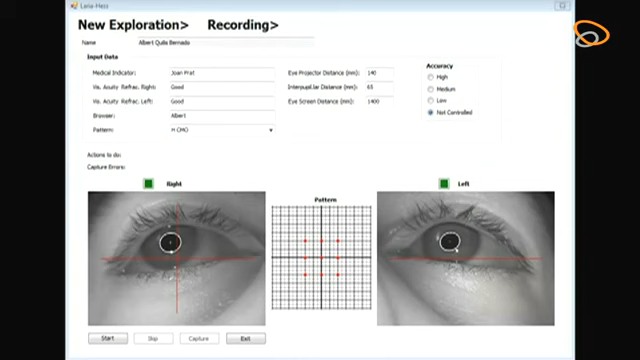 Lana-Hess
New Exploration> Recording>
Name Albert Quilis Bernado
Input Data
Medical Indicator: Joan Prat
Vis. Acuity Refrac. Right: Good
Vis. Acuity Refrac. Left: Good
Browser: Albert
Pattern: H CMO
Eye Projector Distance (mm): 140
Interpupillar Distance (mm): 65
Eye Screen Distance (mm): 1400
Accuracy
High
Medium
Low
Not Controlled
Actions to do:
Capture Errors:
Right
Pattern
Left
Start
Stop
Capture
Exit